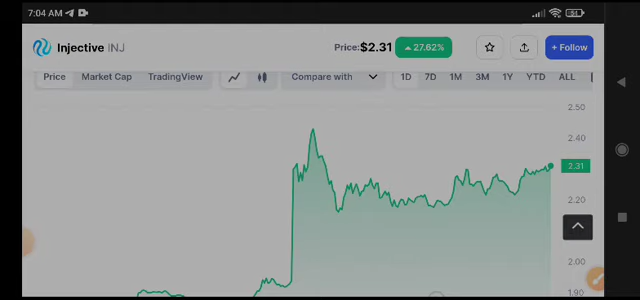 7:04 AM
Injective INJ
Price:$2.31
27.62%
+ Follow
Price Market Cap TradingView
Compare with
1D 7D 1M 3M 1Y YTD ALL
2.50
2.40
2.31
2.20
2.00
1.90